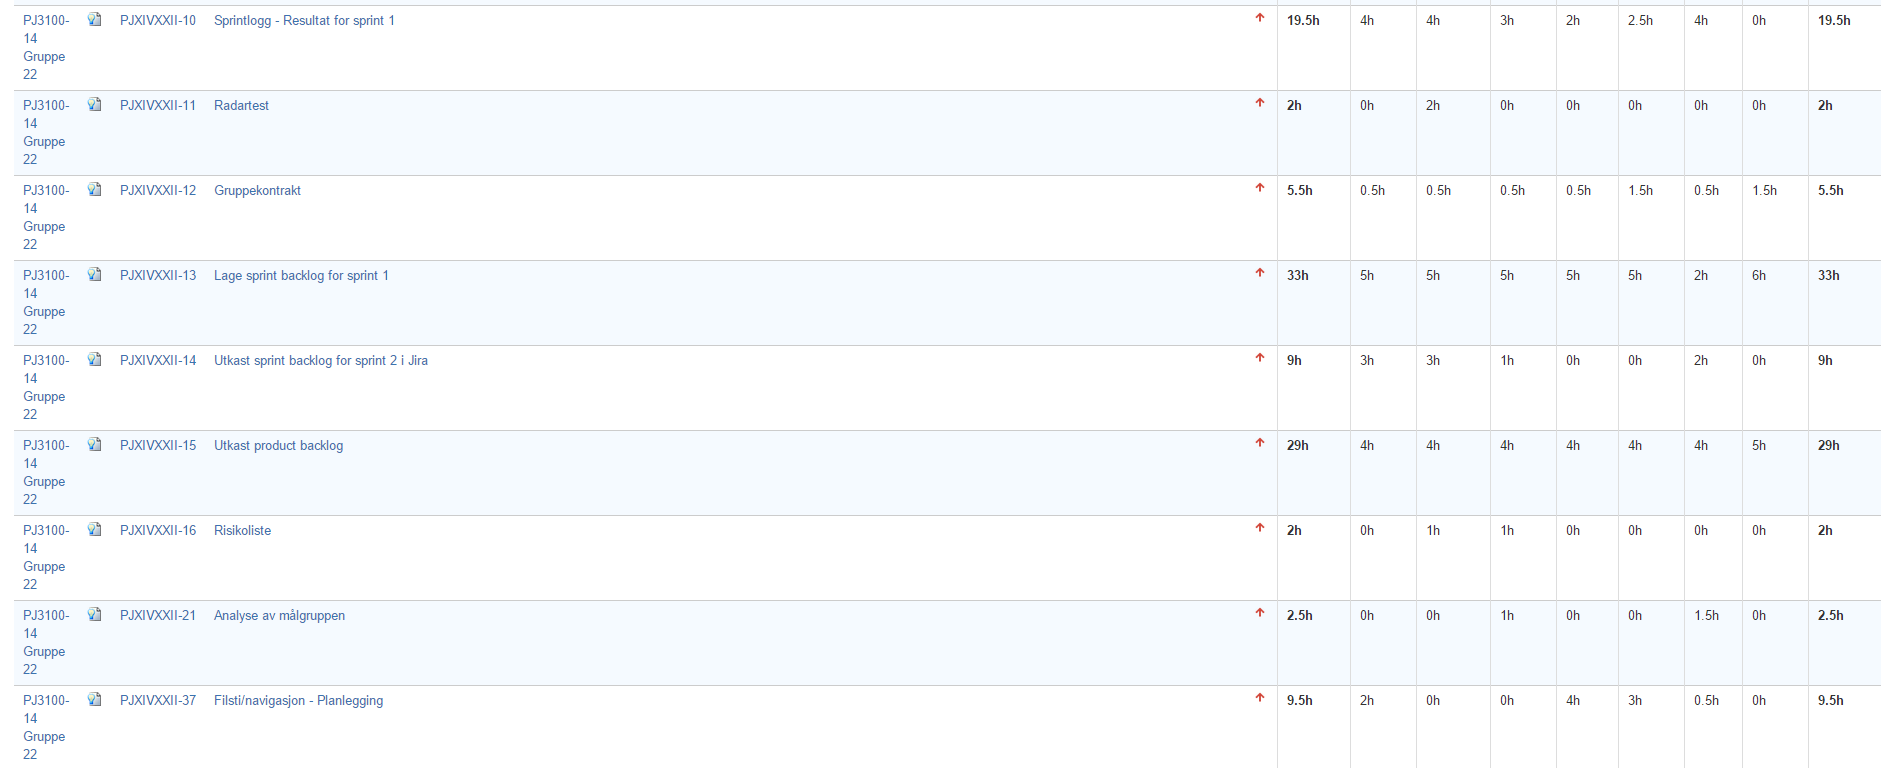 PJ3100-14 Gruppe 22 PJXIVXXII-10 Sprintlogg - Resultat for sprint 1 19.5h 4h 4h 3h 2h 2.5h 4h 0h 19.5h
PJ3100-14 Gruppe 22 PJXIVXXII-11 Radartest 2h 0h 2h 0h 0h 0h 0h 0h 2h
PJ3100-14 Gruppe 22 PJXIVXXII-12 Gruppekontrakt 5.5h 0.5h 0.5h 0.5h 0.5h 1.5h 0.5h 1.5h 5.5h
PJ3100-14 Gruppe 22 PJXIVXXII-13 Lage sprint backlog for sprint 1 33h 5h 5h 5h 5h 5h 2h 6h 33h
PJ3100-14 Gruppe 22 PJXIVXXII-14 Utkast sprint backlog for sprint 2 i Jira 9h 3h 3h 1h 0h 0h 2h 0h 9h
PJ3100-14 Gruppe 22 PJXIVXXII-15 Utkast product backlog 29h 4h 4h 4h 4h 4h 4h 5h 29h
PJ3100-14 Gruppe 22 PJXIVXXII-16 Risikoliste 2h 0h 1h 1h 0h 0h 0h 0h 2h
PJ3100-14 Gruppe 22 PJXIVXXII-21 Analyse av målgruppen 2.5h 0h 0h 1h 0h 0h 1.5h 0h 2.5h
PJ3100-14 Gruppe 22 PJXIVXXII-37 Filsti/navigasjon - Planlegging 9.5h 2h 0h 0h 4h 3h 0.5h 0h 9.5h